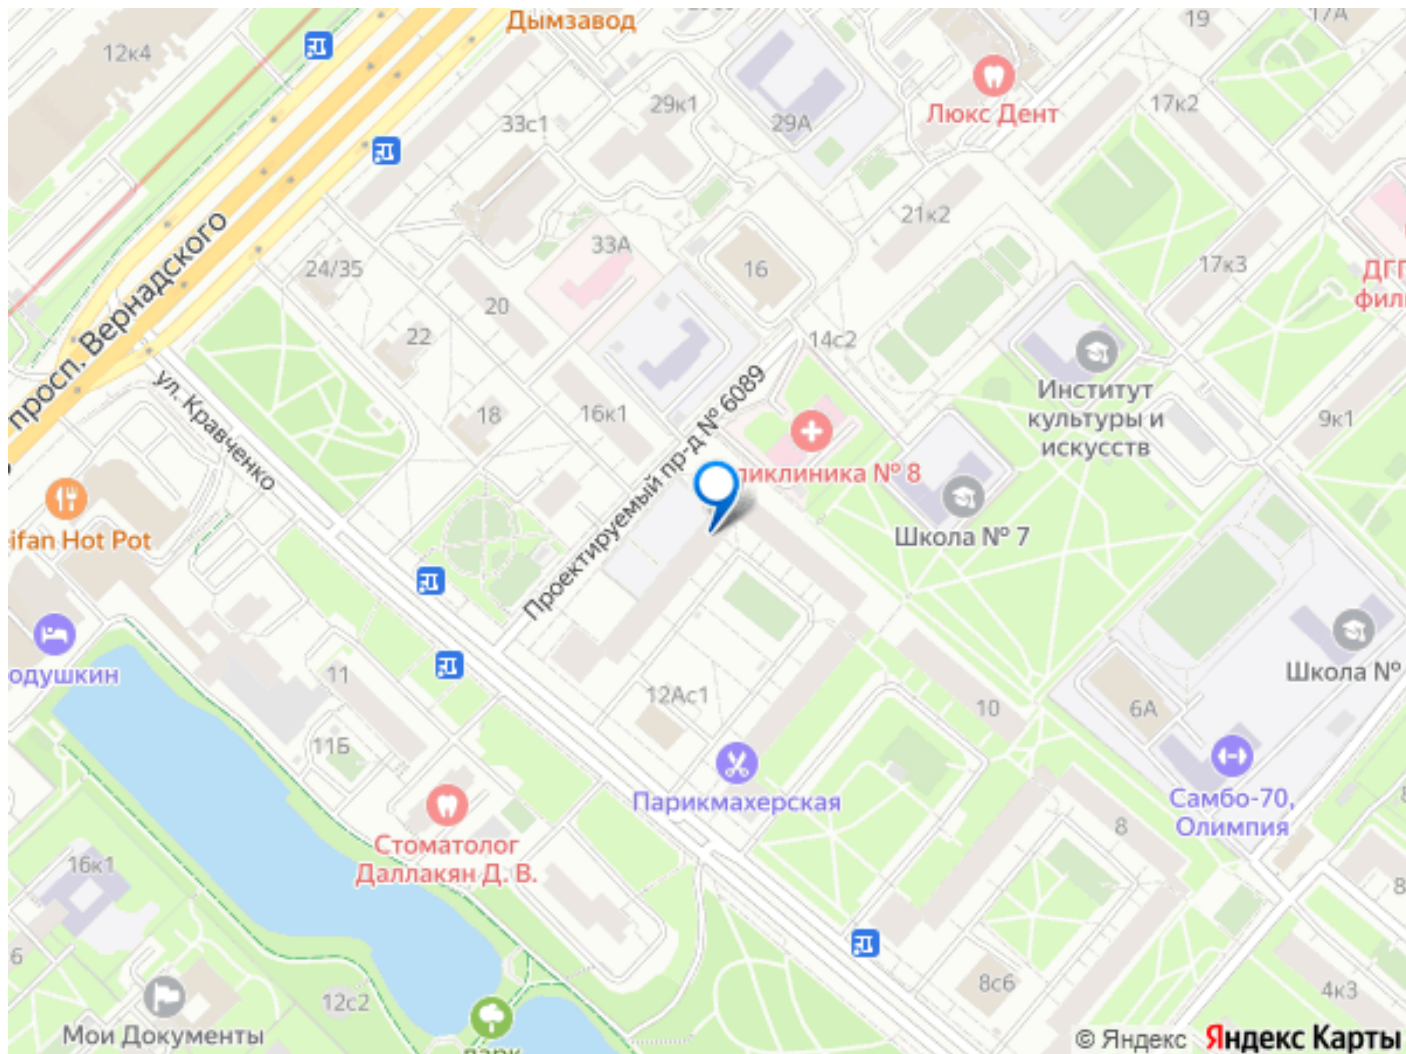 Дымзавод
19
17А
12к4
29к1
Люкс Дент
17к2
33с1
29А
21к2
33А
16
24/35
17к3
просп. Вернадского
20
22
14с2
Институт
культуры и
искусств
ул. Кравченко
18
16к1
Проектируемый пр-д № 6089
9к1
ликлиника № 8
ifan Hot Pot
Школа № 7
одушкин
11
12Ас1
10
6А
Школа №
11Б
Парикмахерская
Самбо-70,
Олимпия
8
Стоматолог
Даллакян Д. В.
16к1
8
6
12с2
8с6
4к3
Мои Документы
парк
© Яндекс Яндекс Карты